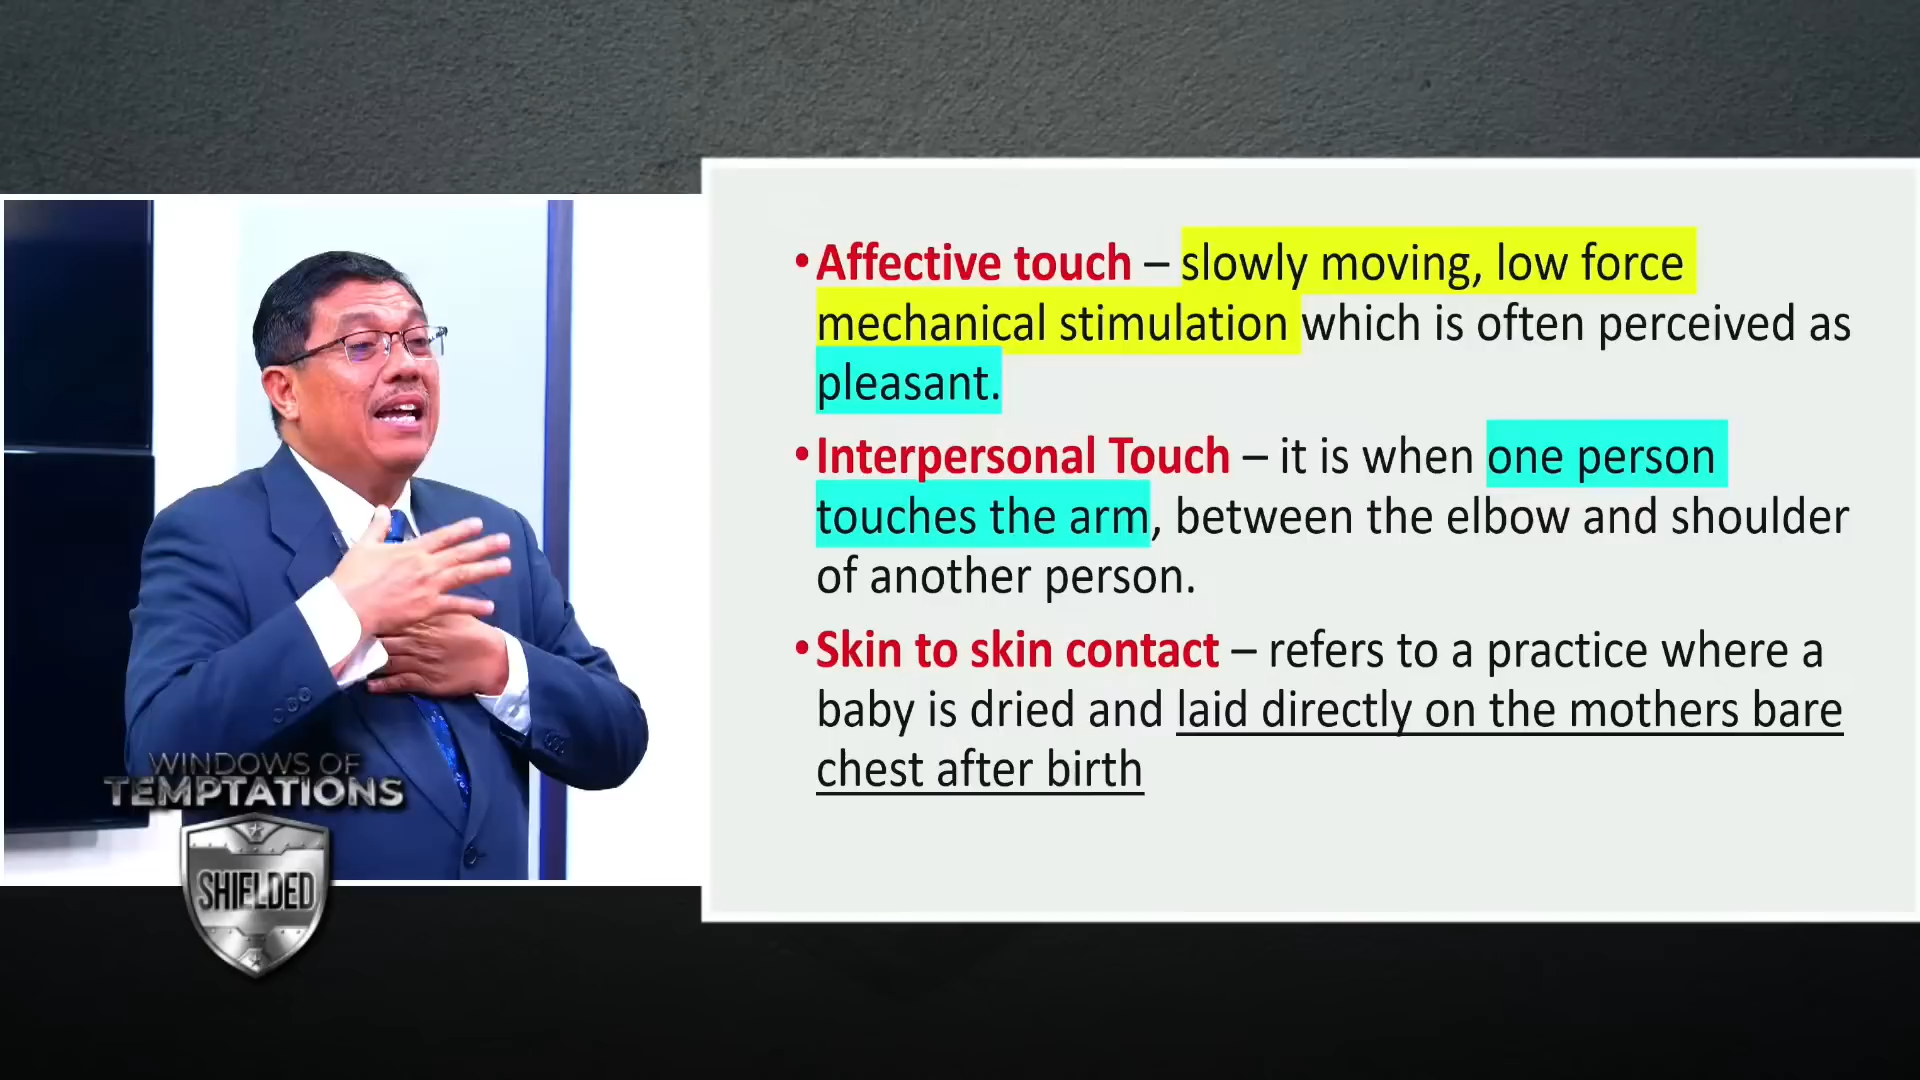 •Affective touch – slowly moving, low force
mechanical stimulation which is often perceived as
pleasant.
•Interpersonal Touch – it is when one person
touches the arm, between the elbow and shoulder
of another person.
•Skin to skin contact – refers to a practice where a
baby is dried and laid directly on the mothers bare
chest after birth
WINDOWS OF
TEMPTATIONS
SHIELDED